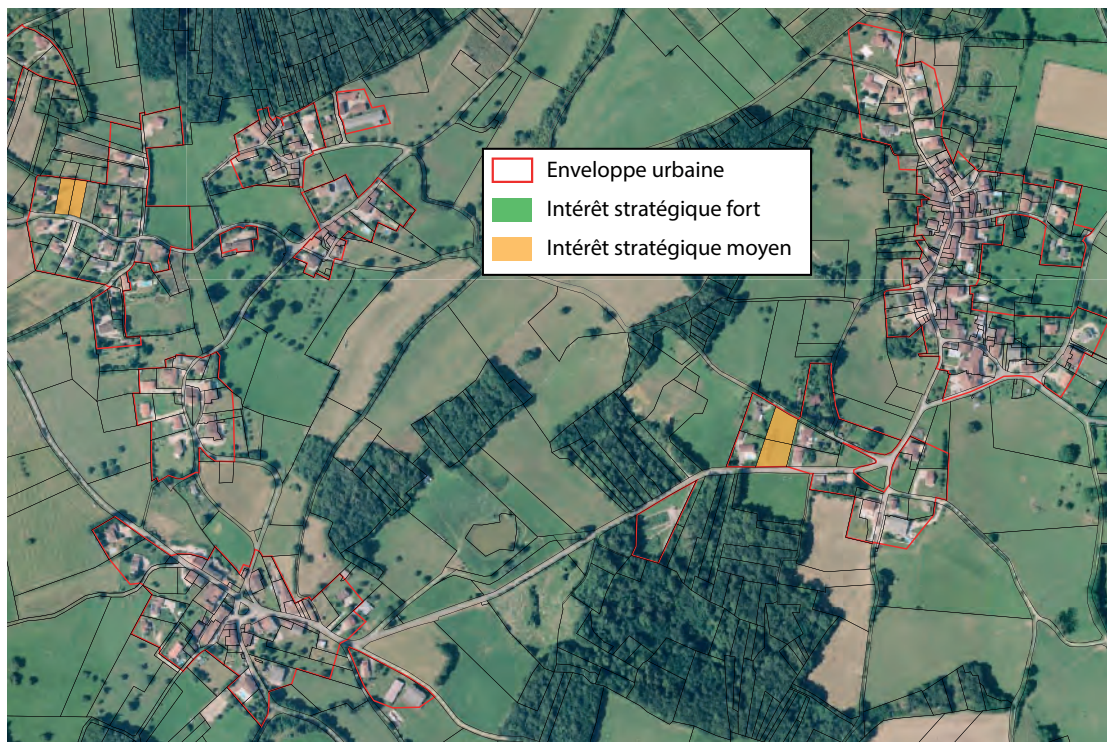 Enveloppe urbaine
Intérêt stratégique fort
Intérêt stratégique moyen